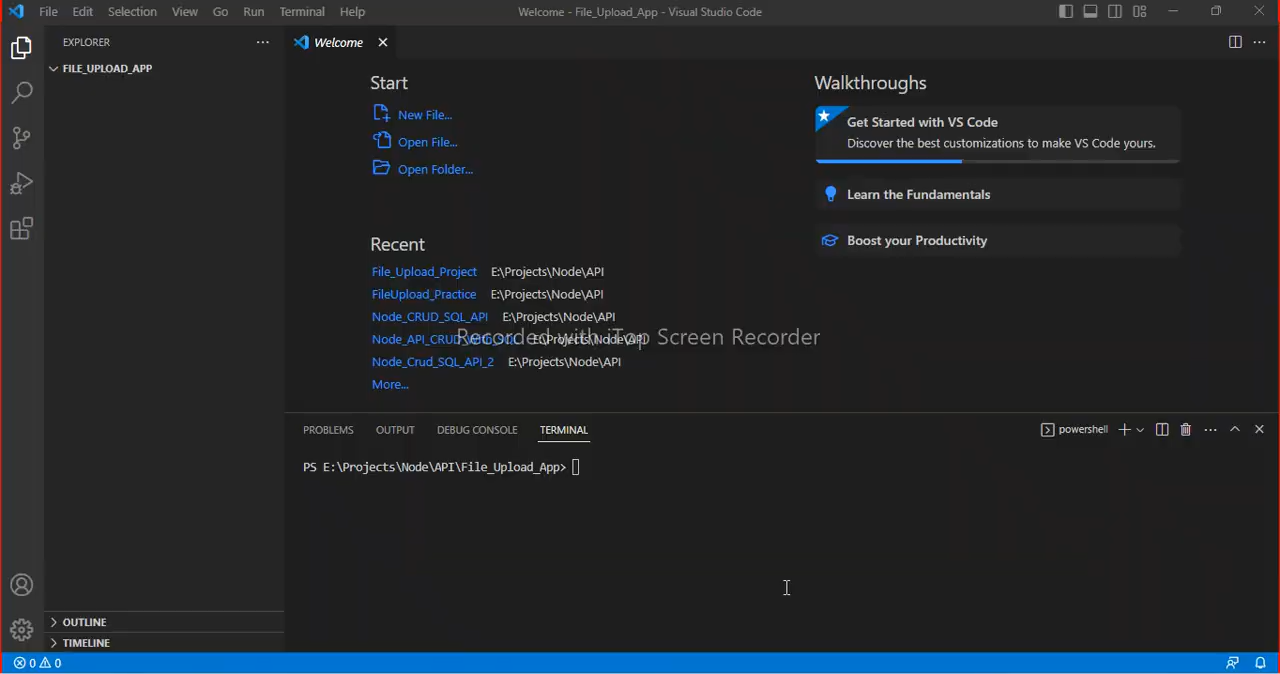 File Edit Selection View Go Run Terminal Help
Welcome - File_Upload_App - Visual Studio Code
EXPLORER
FILE_UPLOAD_APP
Welcome
Start
New File...
Open File...
Open Folder...
Recent
File_Upload_Project E:\Projects\Node\API
FileUpload_Practice E:\Projects\Node\API
Node_CRUD_SQL_API E:\Projects\Node\API
Node_API_CRUD_With_SQL E:\Projects\Node\API
Node_Crud_SQL_API_2 E:\Projects\Node\API
More...
Walkthroughs
Get Started with VS Code
Discover the best customizations to make VS Code yours.
Learn the Fundamentals
Boost your Productivity
Recorded with iTop Screen Recorder
PROBLEMS OUTPUT DEBUG CONSOLE TERMINAL
powershell
PS E:\Projects\Node\API\File_Upload_App>
OUTLINE
TIMELINE
0 0